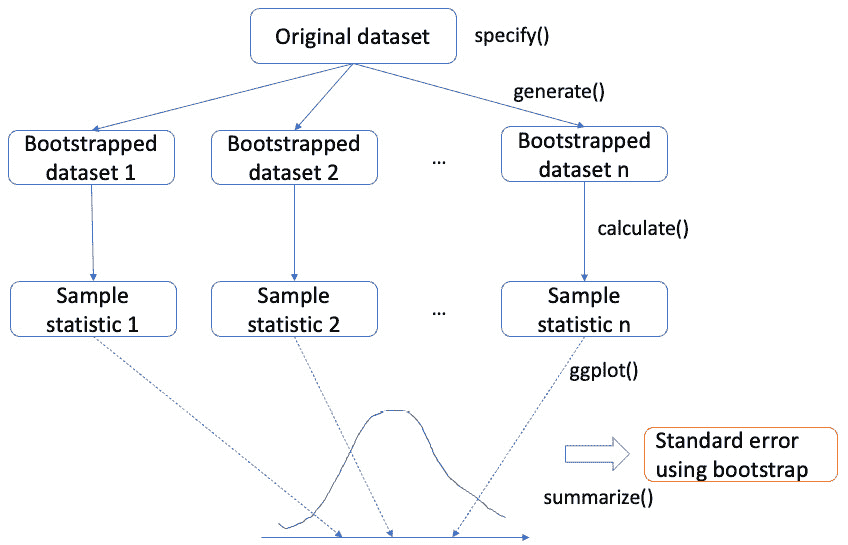 Original dataset
specify()
generate()
Bootstrapped
dataset 1
Bootstrapped
dataset 2
...
Bootstrapped
dataset n
calculate()
Sample
statistic 1
Sample
statistic 2
...
Sample
statistic n
ggplot()
Standard error
using bootstrap
summarize()